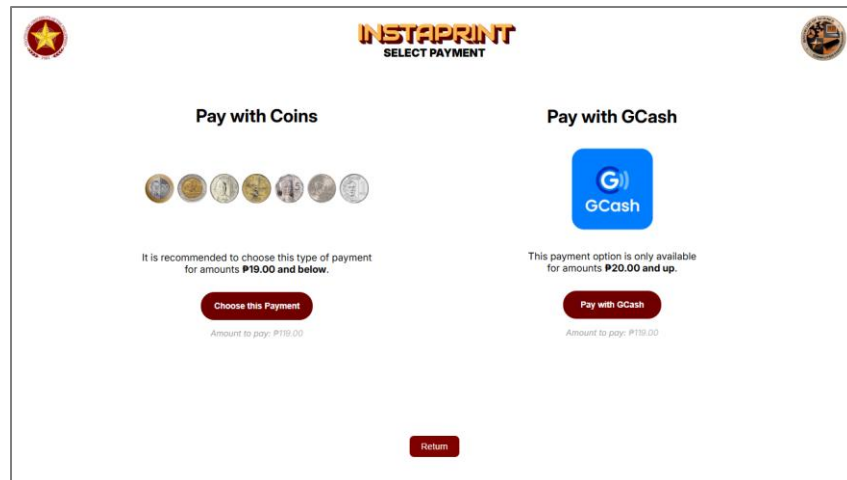 INSTAPRINT
SELECT PAYMENT
Pay with Coins
It is recommended to choose this type of payment
for amounts ₱19.00 and below.
Choose this Payment
Amount to pay: ₱119.00
Pay with GCash
G
GCash
This payment option is only available
for amounts ₱20.00 and up.
Pay with GCash
Amount to pay: ₱119.00
Return